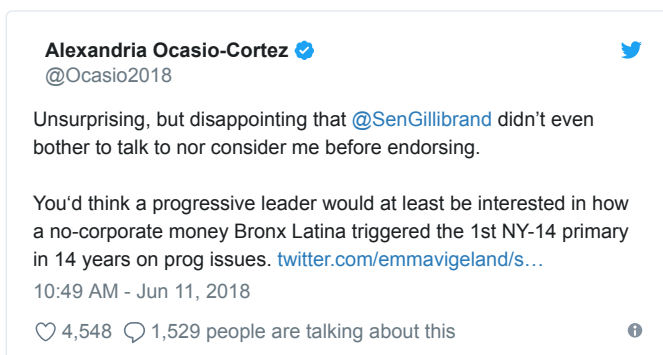 Alexandria Ocasio-Cortez
@Ocasio2018
Unsurprising, but disappointing that @SenGillibrand didn’t even
bother to talk to nor consider me before endorsing.
You‘d think a progressive leader would at least be interested in how
a no-corporate money Bronx Latina triggered the 1st NY-14 primary
in 14 years on prog issues. twitter.com/emmavigeland/s…
10:49 AM - Jun 11, 2018
4,548 1,529 people are talking about this